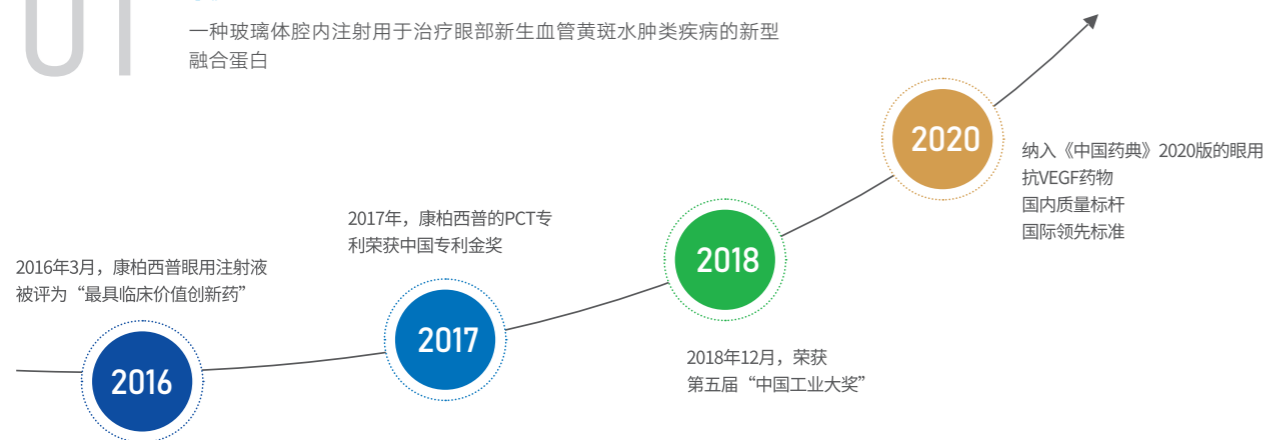 01
一种玻璃体腔内注射用于治疗眼部新生血管黄斑水肿类疾病的新型
融合蛋白
2016年3月，康柏西普眼用注射液
被评为“最具临床价值创新药”
2016
2017年，康柏西普的PCT专
利荣获中国专利金奖
2017
2018
2018年12月，荣获
第五届“中国工业大奖”
2020
纳入《中国药典》2020版的眼用
抗VEGF药物
国内质量标杆
国际领先标准